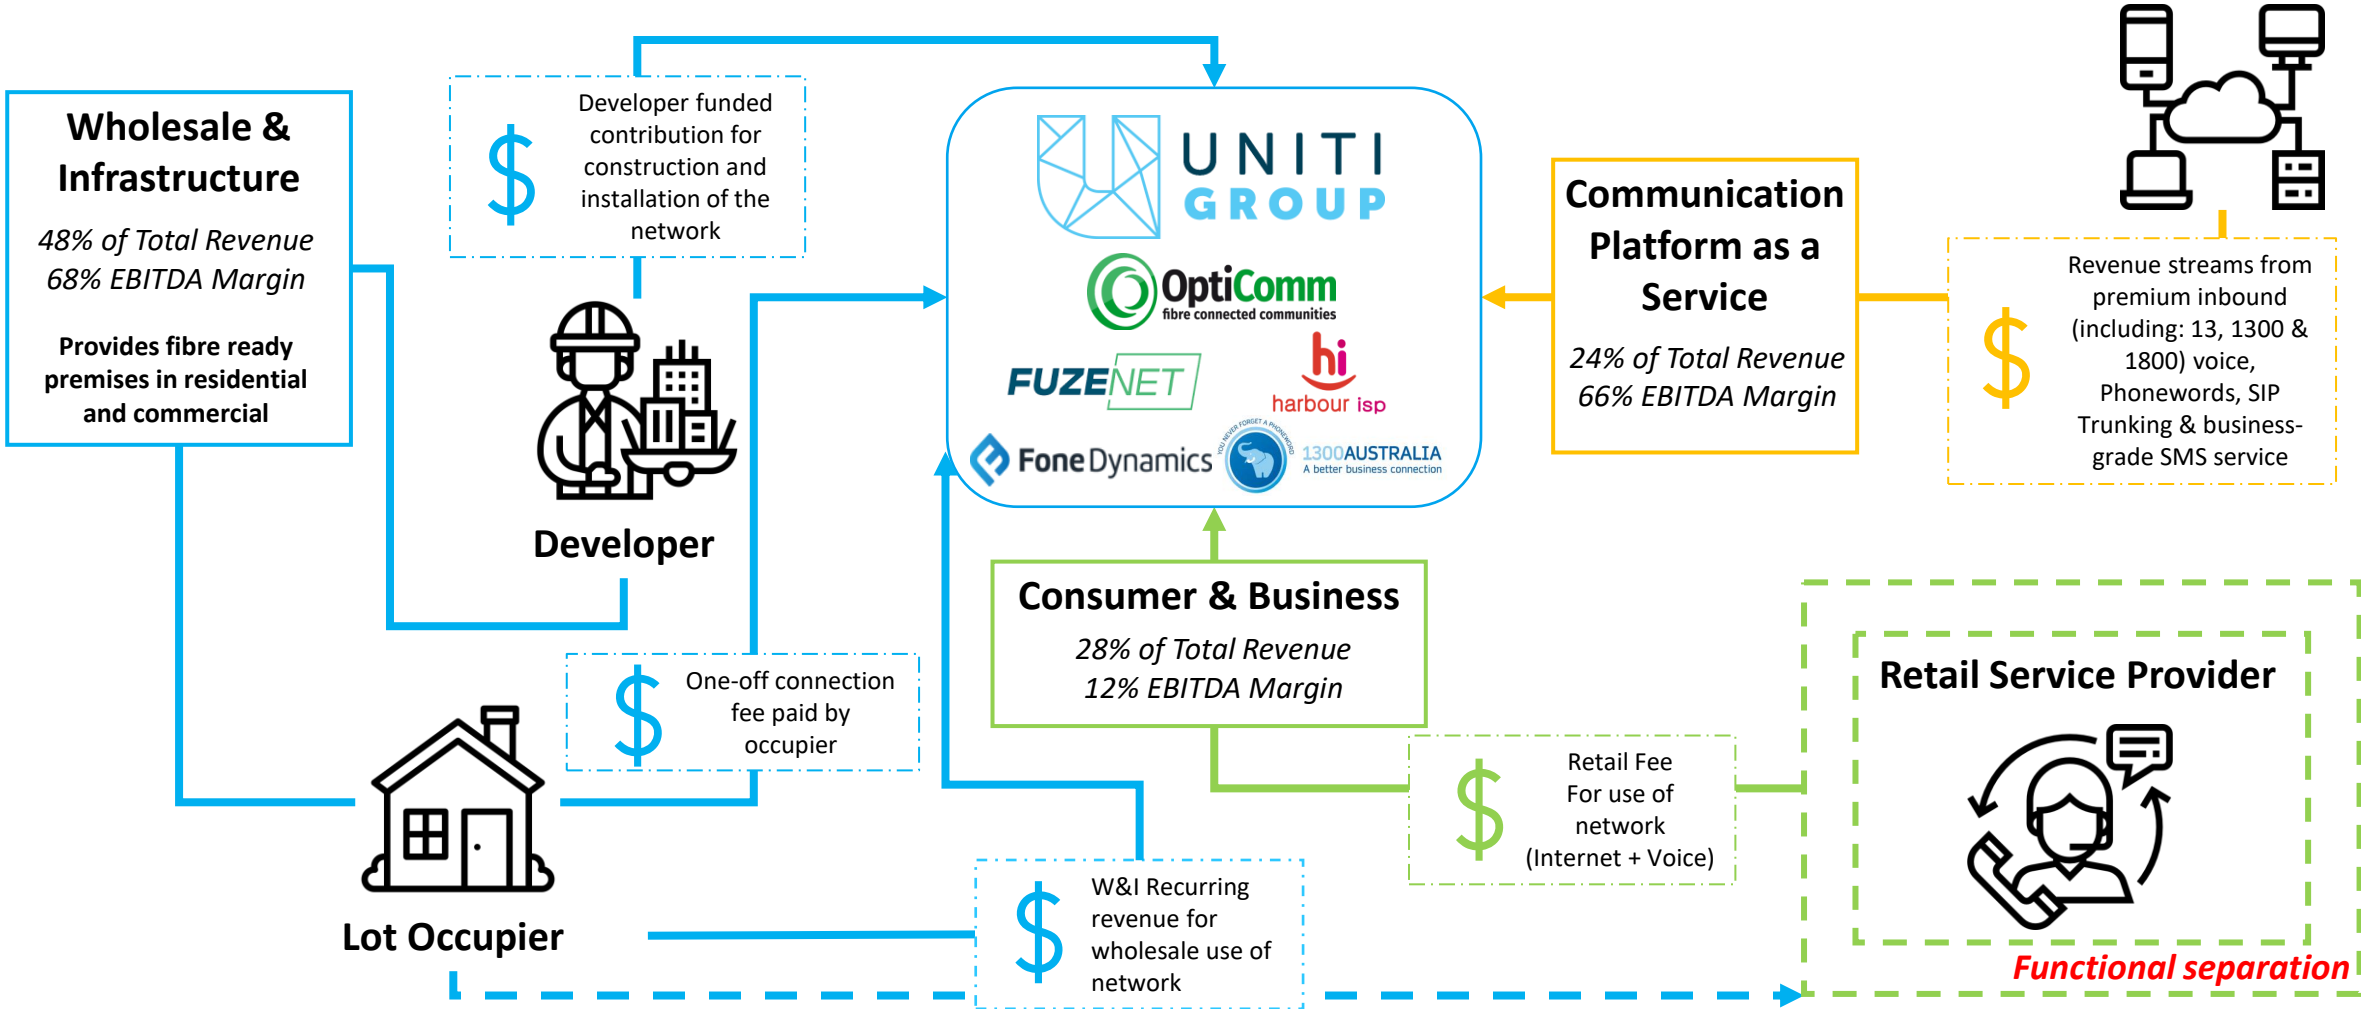 Wholesale &
Infrastructure
48% of Total Revenue
68% EBITDA Margin
Provides fibre ready
premises in residential
and commercial
Developer funded
contribution for
construction and
installation of the
network
Developer
UNITI
GROUP
OptiComm
fibre connected communities
FUZENET
hi
harbour isp
FoneDynamics
YOU NEVER FORGET A PHONEWORD
1300AUSTRALIA
A better business connection
Communication
Platform as a
Service
24% of Total Revenue
66% EBITDA Margin
Revenue streams from
premium inbound
(including: 13, 1300 &
1800) voice,
Phonewords, SIP
Trunking & business-
grade SMS service
Consumer & Business
28% of Total Revenue
12% EBITDA Margin
One-off connection
fee paid by
occupier
Lot Occupier
W&I Recurring
revenue for
wholesale use of
network
Retail Fee
For use of
network
(Internet + Voice)
Retail Service Provider
Functional separation